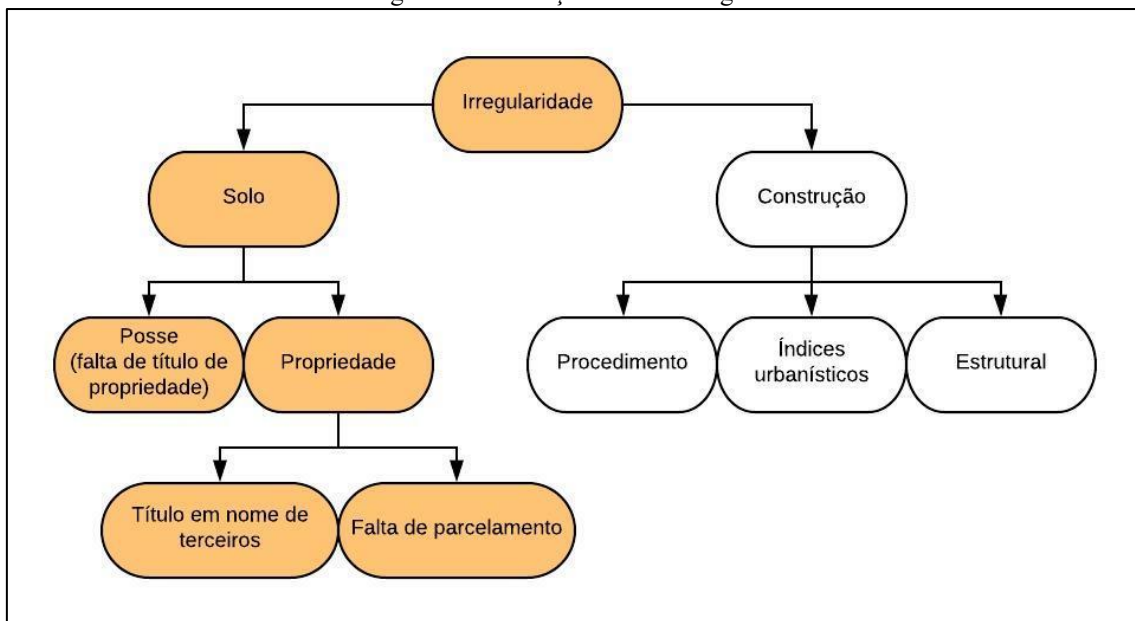 Irregularidade
Solo
Construção
Posse
(falta de título de
propriedade)
Propriedade
Procedimento
Índices
urbanísticos
Estrutural
Título em nome de
terceiros
Falta de parcelamento